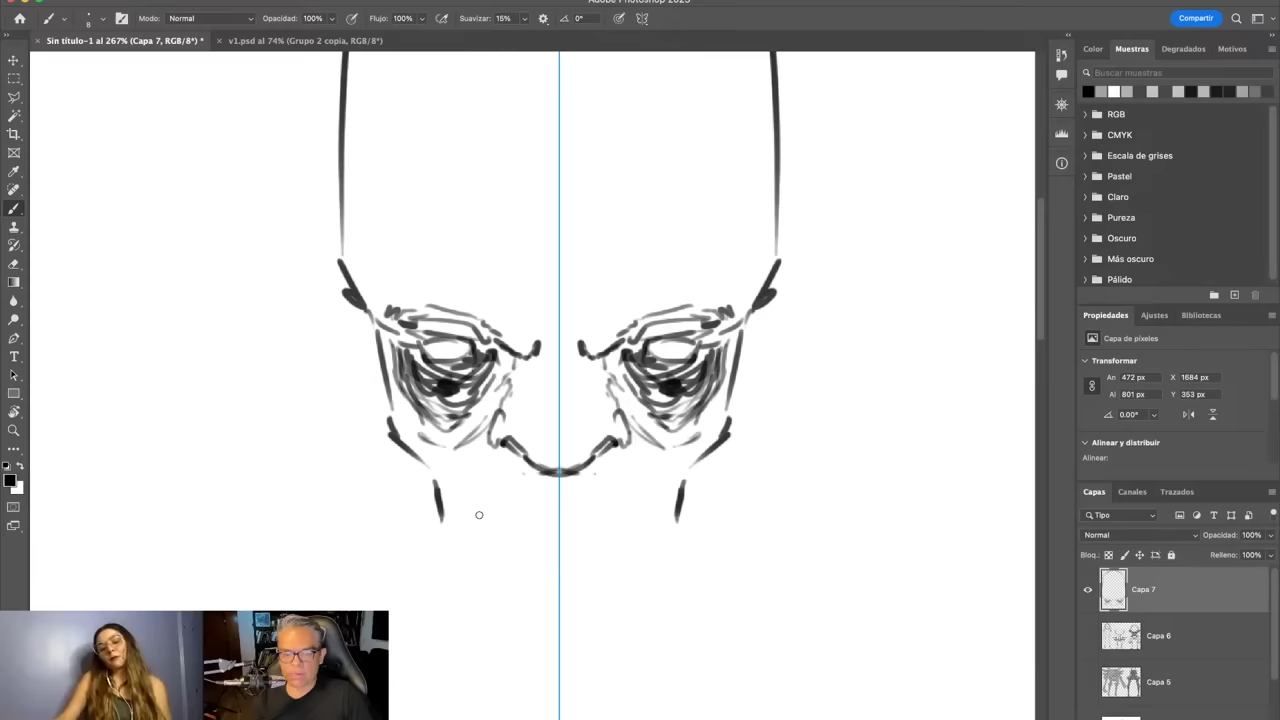 Modo: Normal Opacidad: 100% Flujo: 100% Suavizar: 15% 0° Compartir
8
Sin título-1 al 267% (Capa 7, RGB/8*) * v1.psd al 74% (Grupo 2 copia, RGB/8*)
Color Muestras Degradados Motivos
Buscar muestras
RGB
CMYK
Escala de grises
Pastel
Claro
Pureza
Oscuro
Más oscuro
Pálido
Propiedades Ajustes Bibliotecas
Capa de píxeles
Transformar
An 472 px X 1684 px
Al 801 px Y 353 px
0.00°
Alinear y distribuir
Alinear:
Capas Canales Trazados
Tipo
Normal Opacidad: 100%
Bloq.: Relleno: 100%
Capa 7
Capa 6
Capa 5